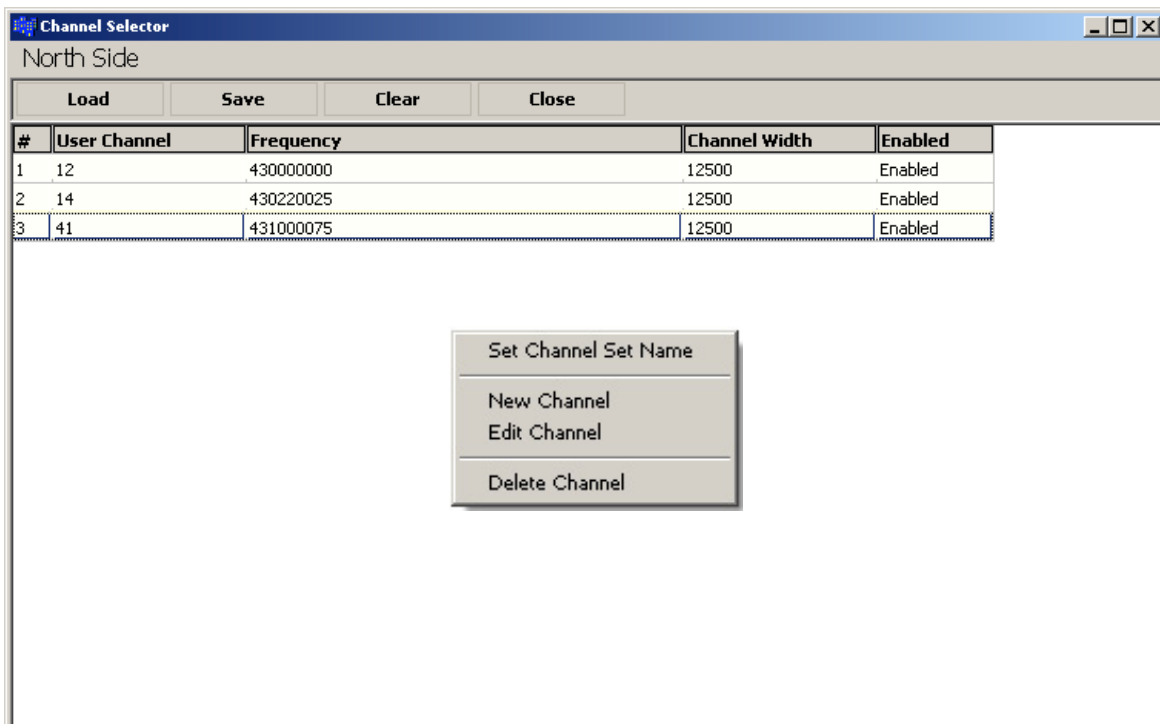 Channel Selector
North Side
Load Save Clear Close
# User Channel Frequency Channel Width Enabled
1 12 430000000 12500 Enabled
2 14 430220025 12500 Enabled
3 41 431000075 12500 Enabled
Set Channel Set Name
New Channel
Edit Channel
Delete Channel